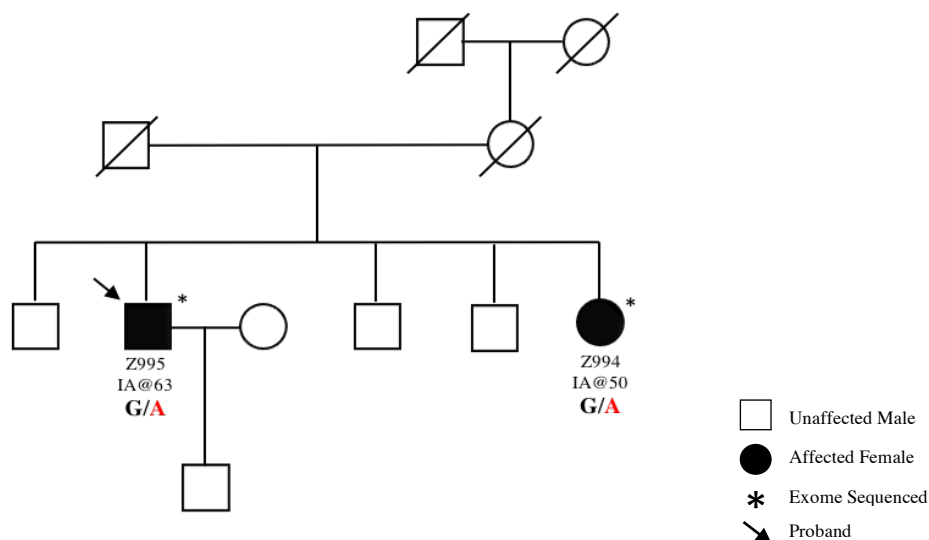 *
*
Z995
IA@63
G/A
Z994
IA@50
G/A
Unaffected Male
Affected Female
* Exome Sequenced
Proband